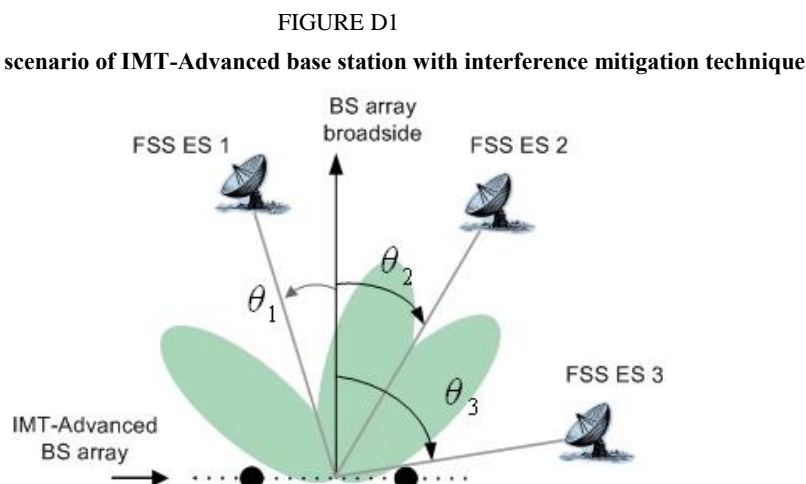 FIGURE D1
scenario of IMT-Advanced base station with interference mitigation technique
BS array
broadside
FSS ES 1
FSS ES 2
θ2
θ1
FSS ES 3
θ3
IMT-Advanced
BS array